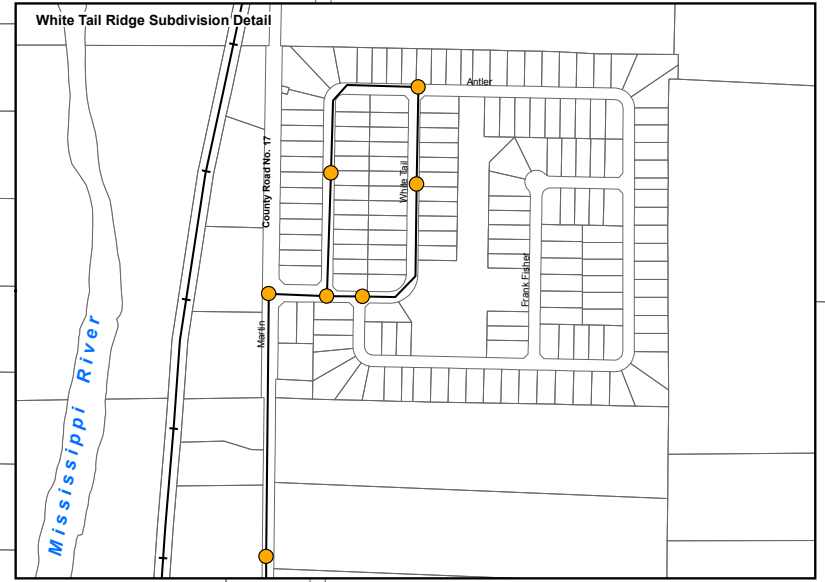 White Tail Ridge Subdivision Detail
Antler
County Road No. 17
White Tail
Frank Fisher
Martin
Mississippi River